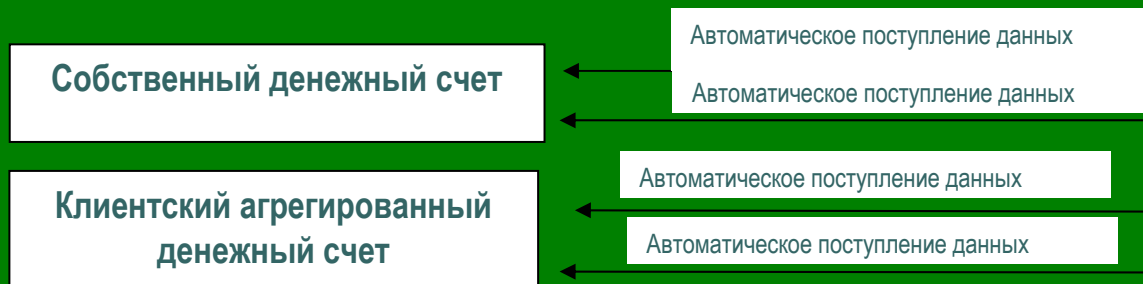 Автоматическое поступление данных
Собственный денежный счет
Автоматическое поступление данных
Автоматическое поступление данных
Клиентский агрегированный
денежный счет
Автоматическое поступление данных